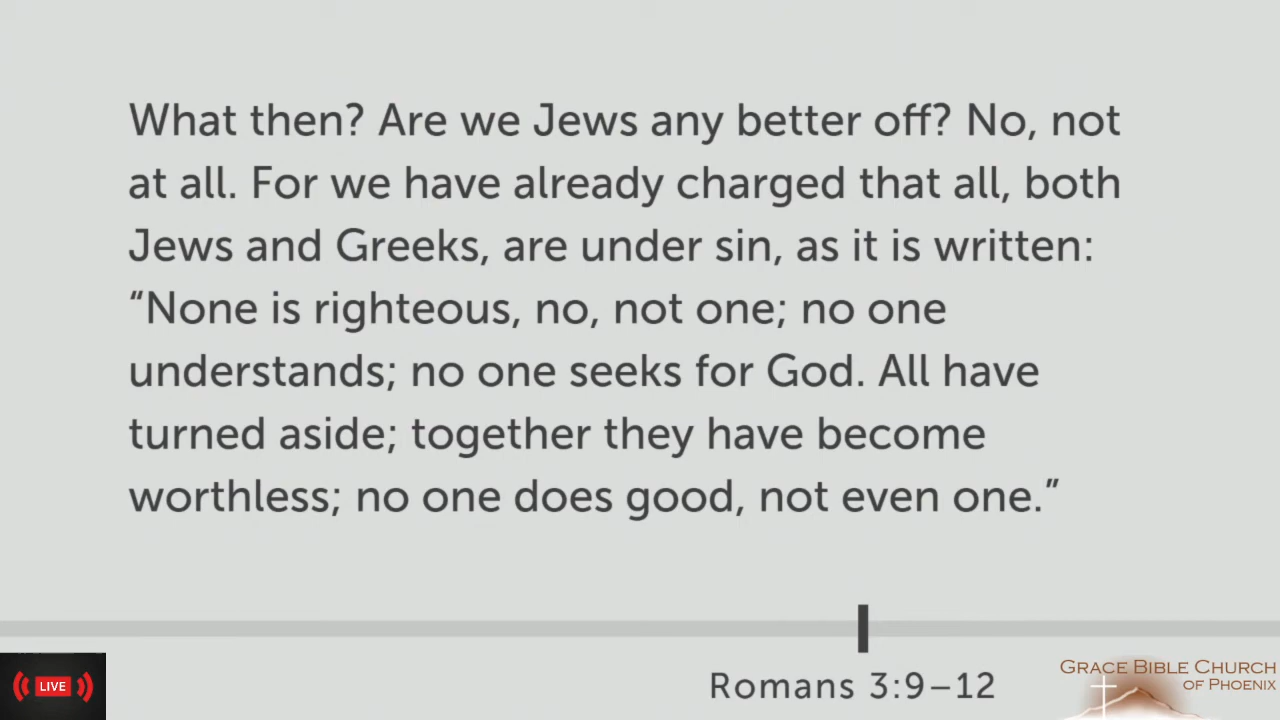 What then? Are we Jews any better off? No, not
at all. For we have already charged that all, both
Jews and Greeks, are under sin, as it is written:
“None is righteous, no, not one; no one
understands; no one seeks for God. All have
turned aside; together they have become
worthless; no one does good, not even one.”
Romans 3:9–12
LIVE
GRACE BIBLE CHURCH
OF PHOENIX